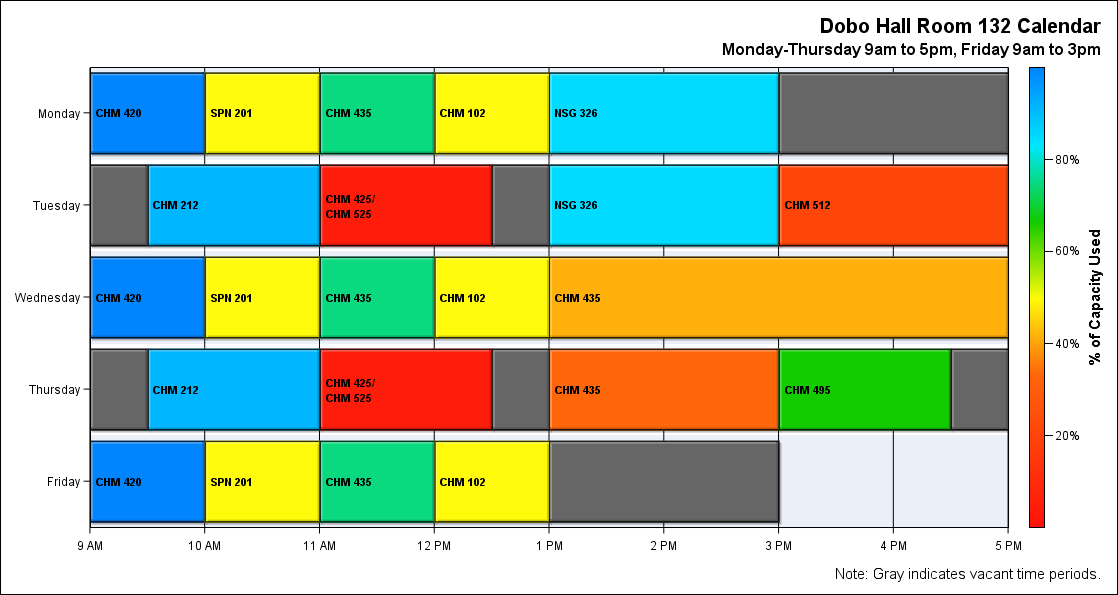 Dobo Hall Room 132 Calendar
Monday-Thursday 9am to 5pm, Friday 9am to 3pm
Monday
CHM 420
SPN 201
CHM 435
CHM 102
NSG 326
Tuesday
CHM 212
CHM 425/
CHM 525
NSG 326
CHM 512
Wednesday
CHM 420
SPN 201
CHM 435
CHM 102
CHM 435
Thursday
CHM 212
CHM 425/
CHM 525
CHM 435
CHM 495
Friday
CHM 420
SPN 201
CHM 435
CHM 102
9 AM
10 AM
11 AM
12 PM
1 PM
2 PM
3 PM
4 PM
5 PM
80%
60%
40%
20%
% of Capacity Used
Note: Gray indicates vacant time periods.